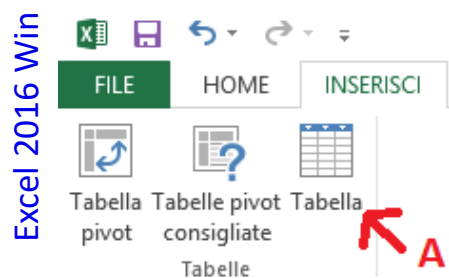 Excel 2016 Win
FILE HOME INSERISCI
Tabella pivot
Tabelle pivot consigliate
Tabella
A
Tabelle